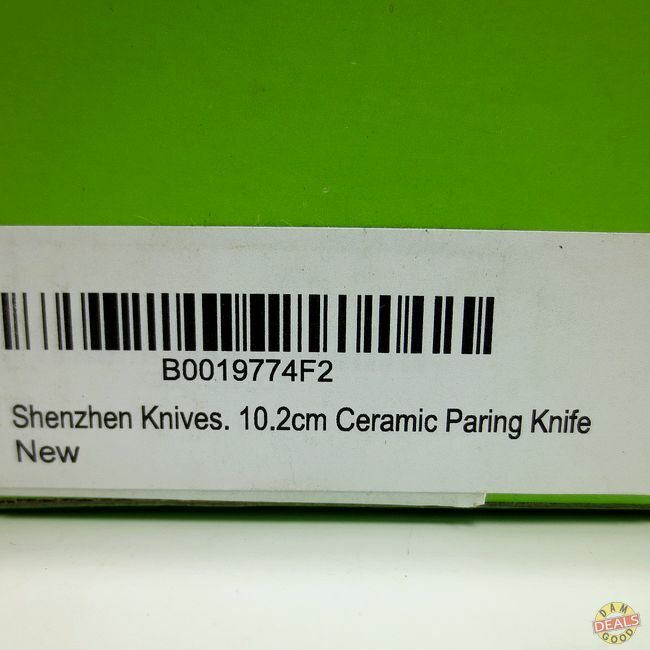 B0019774F2
Shenzhen Knives. 10.2cm Ceramic Paring Knife
New
DAM
DEALS
GOOD